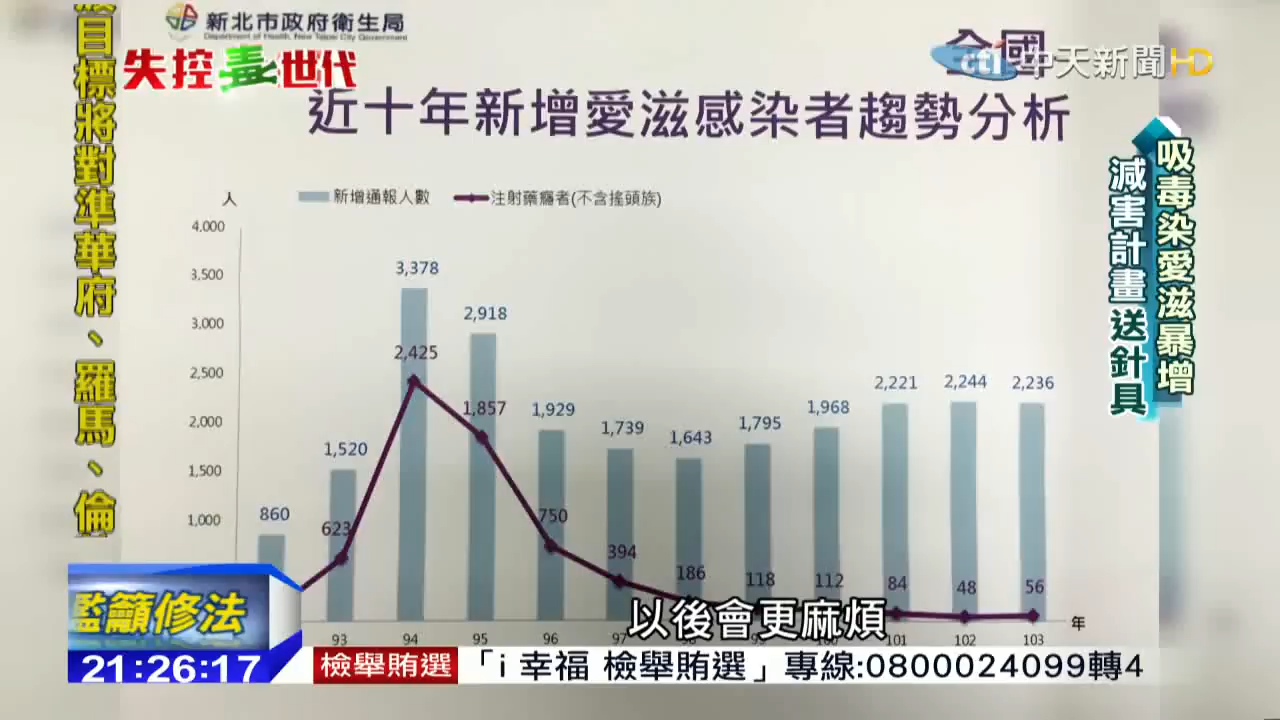 新北市政府衛生局
Department of Health, New Taipei City Government
失控毒世代
全國
cti 中天新聞HD
近十年新增愛滋感染者趨勢分析
目標將對準華府、羅馬、倫
吸毒染愛滋暴增
減害計畫送針具
人
新增通報人數
注射藥癮者(不含搖頭族)
4,000
3,500
3,000
2,500
2,000
1,500
1,000
860
1,520
3,378
2,918
1,929
1,739
1,643
1,795
1,968
2,221
2,244
2,236
623
2,425
1,857
750
394
186
118
112
84
48
56
93
94
95
96
97
101
102
103
年
以後會更麻煩
監籲修法
21:26:17
檢舉賄選
「i 幸福 檢舉賄選」專線:0800024099轉4